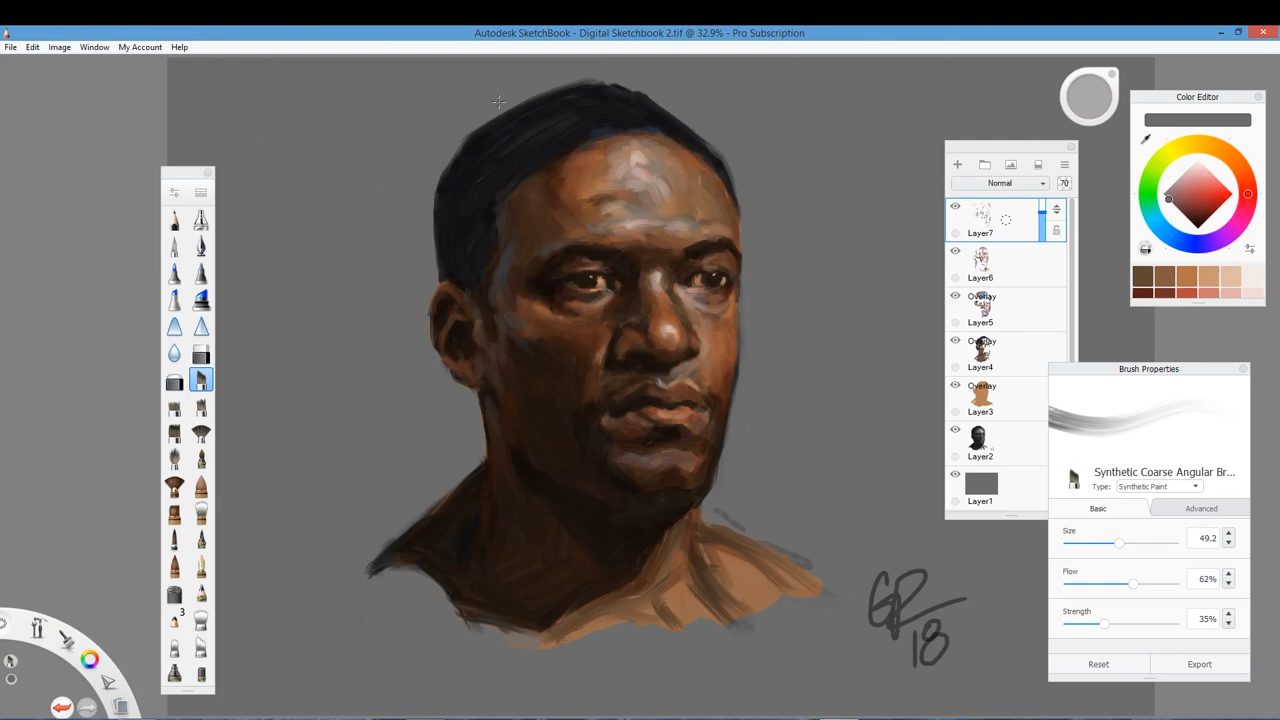 Autodesk SketchBook - Digital Sketchbook 2.tif @ 32.9% - Pro Subscription
File Edit Image Window My Account Help
Color Editor
Normal 70
Layer7
Layer6
Overlay
Layer5
Overlay
Layer4
Overlay
Layer3
Layer2
Layer1
Brush Properties
Synthetic Coarse Angular Br...
Type: Synthetic Paint
Basic Advanced
Size
49.2
Flow
62%
Strength
35%
Reset Export
3
GR
18